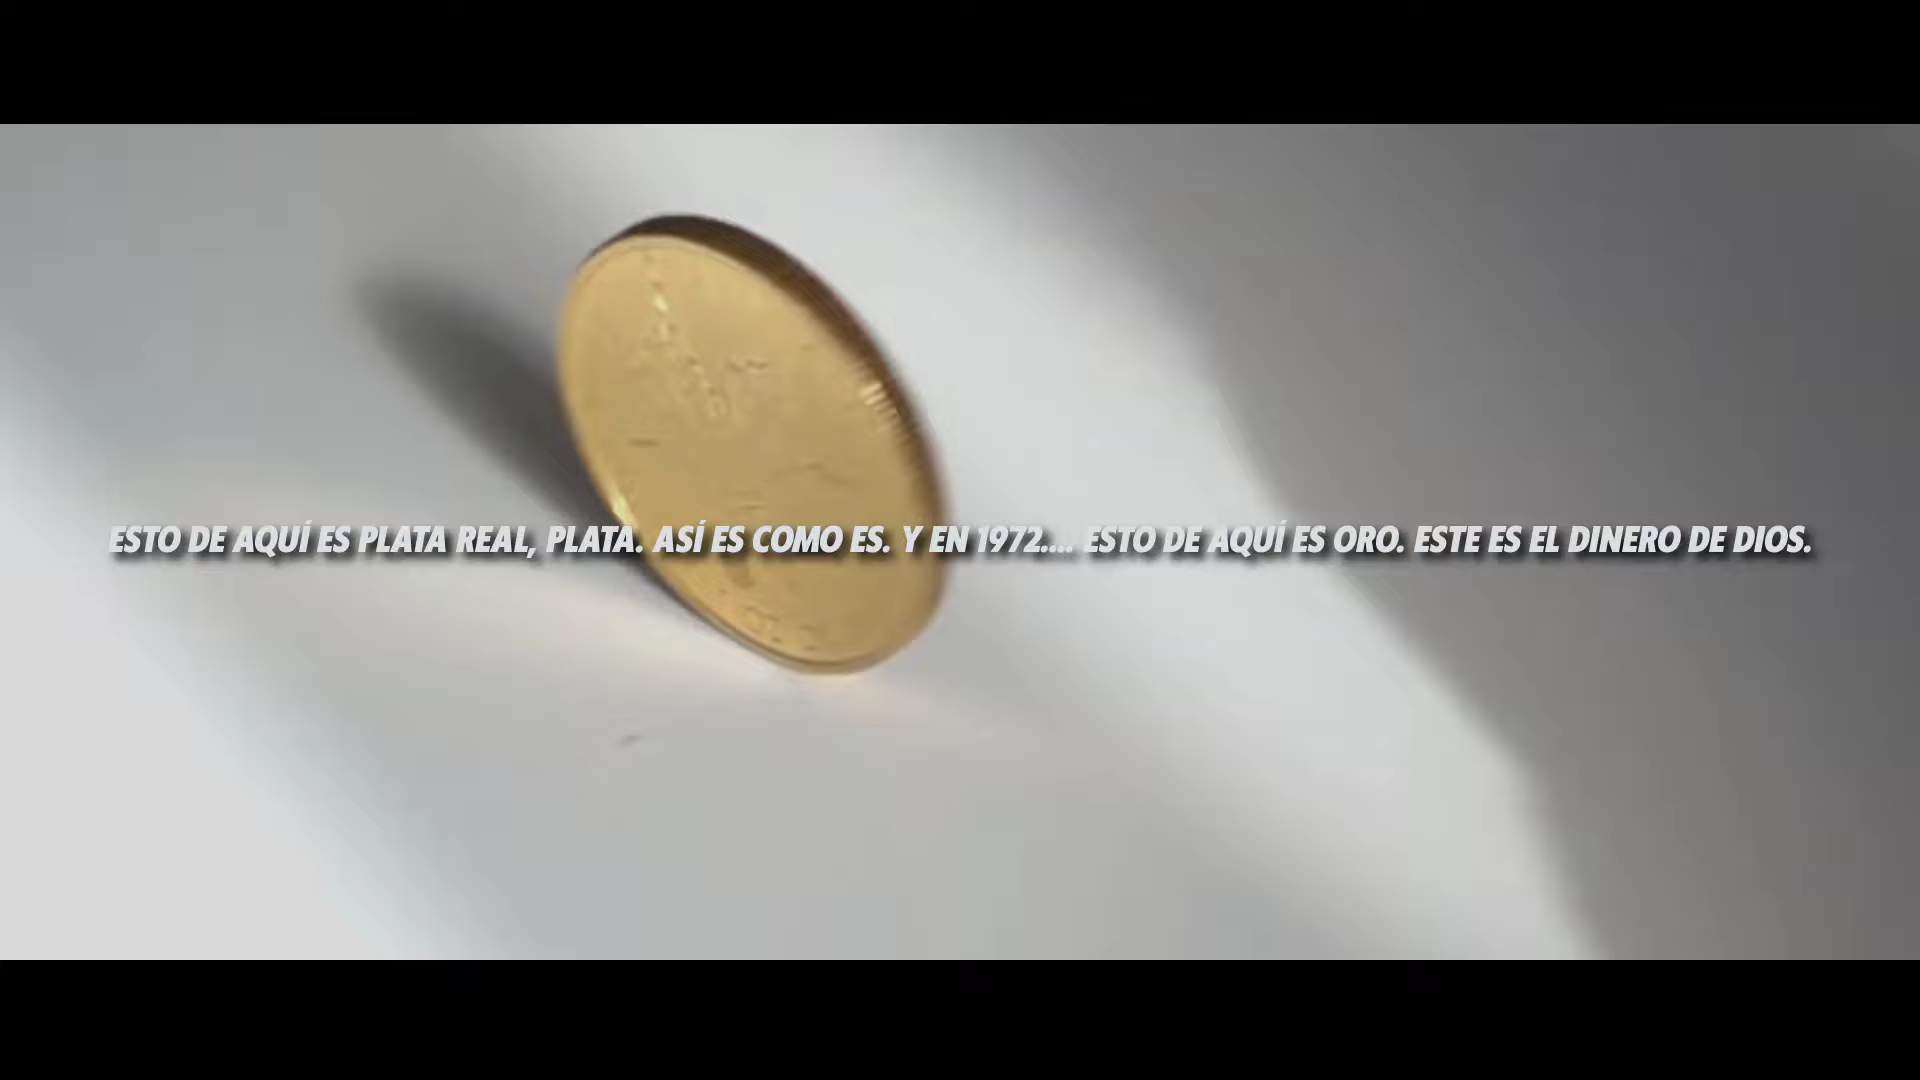 ESTO DE AQUÍ ES PLATA REAL, PLATA. ASÍ ES COMO ES. Y EN 1972.... ESTO DE AQUÍ ES ORO. ESTE ES EL DINERO DE DIOS.